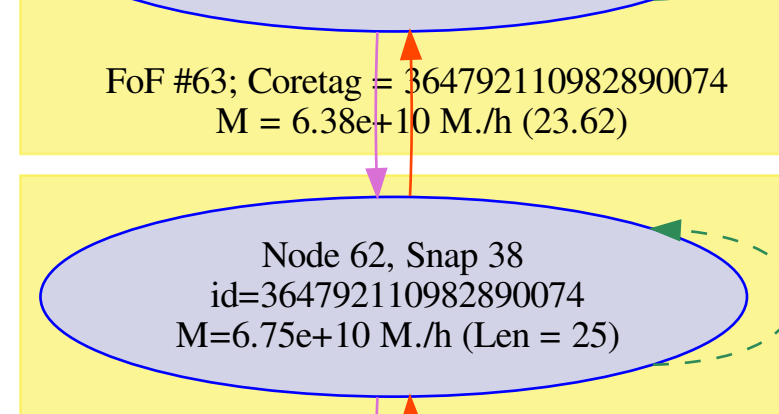 FoF #63; Coretag = 364792110982890074
M = 6.38e+10 M./h (23.62)
Node 62, Snap 38
id=364792110982890074
M=6.75e+10 M./h (Len = 25)